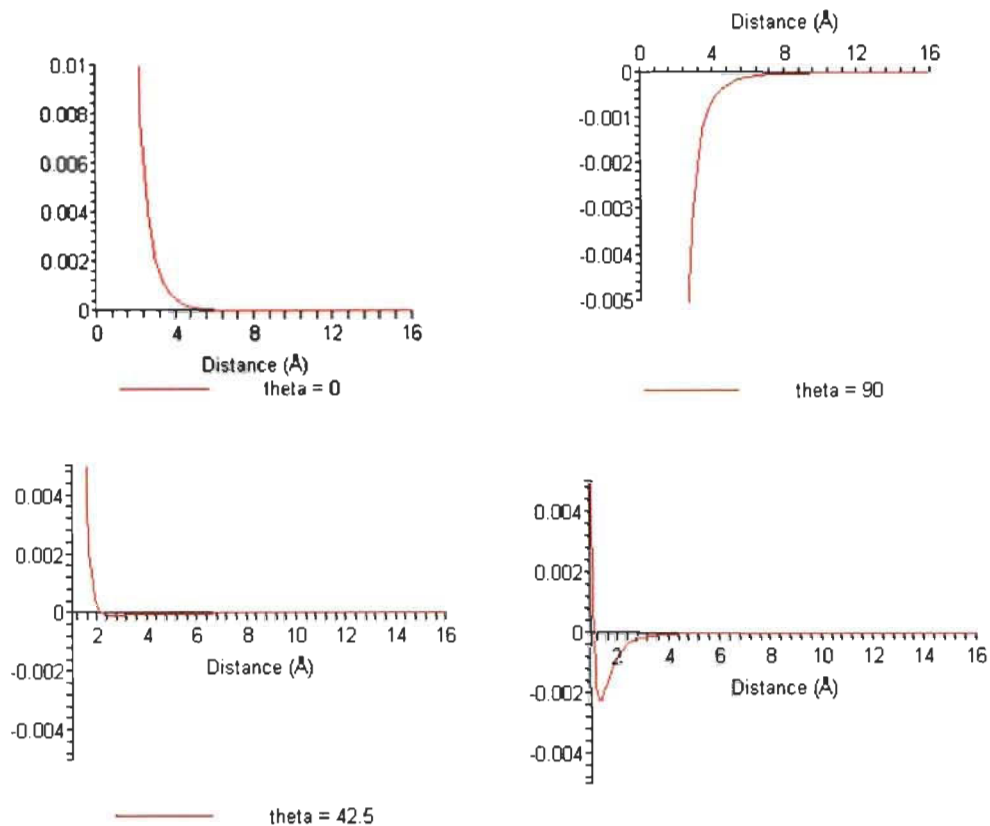 0.01
0.008
0.006
0.004
0.002
0
0 4 8 12 16
Distance (Å)
theta = 0
Distance (Å)
0 4 8 12 16
0
-0.001
-0.002
-0.003
-0.004
-0.005
theta = 90
0.004
0.002
0
2 4 6 8 10 12 14 16
Distance (Å)
-0.002
-0.004
theta = 42.5
0.004
0.002
0
2 4 6 8 10 12 14 16
Distance (Å)
-0.002
-0.004